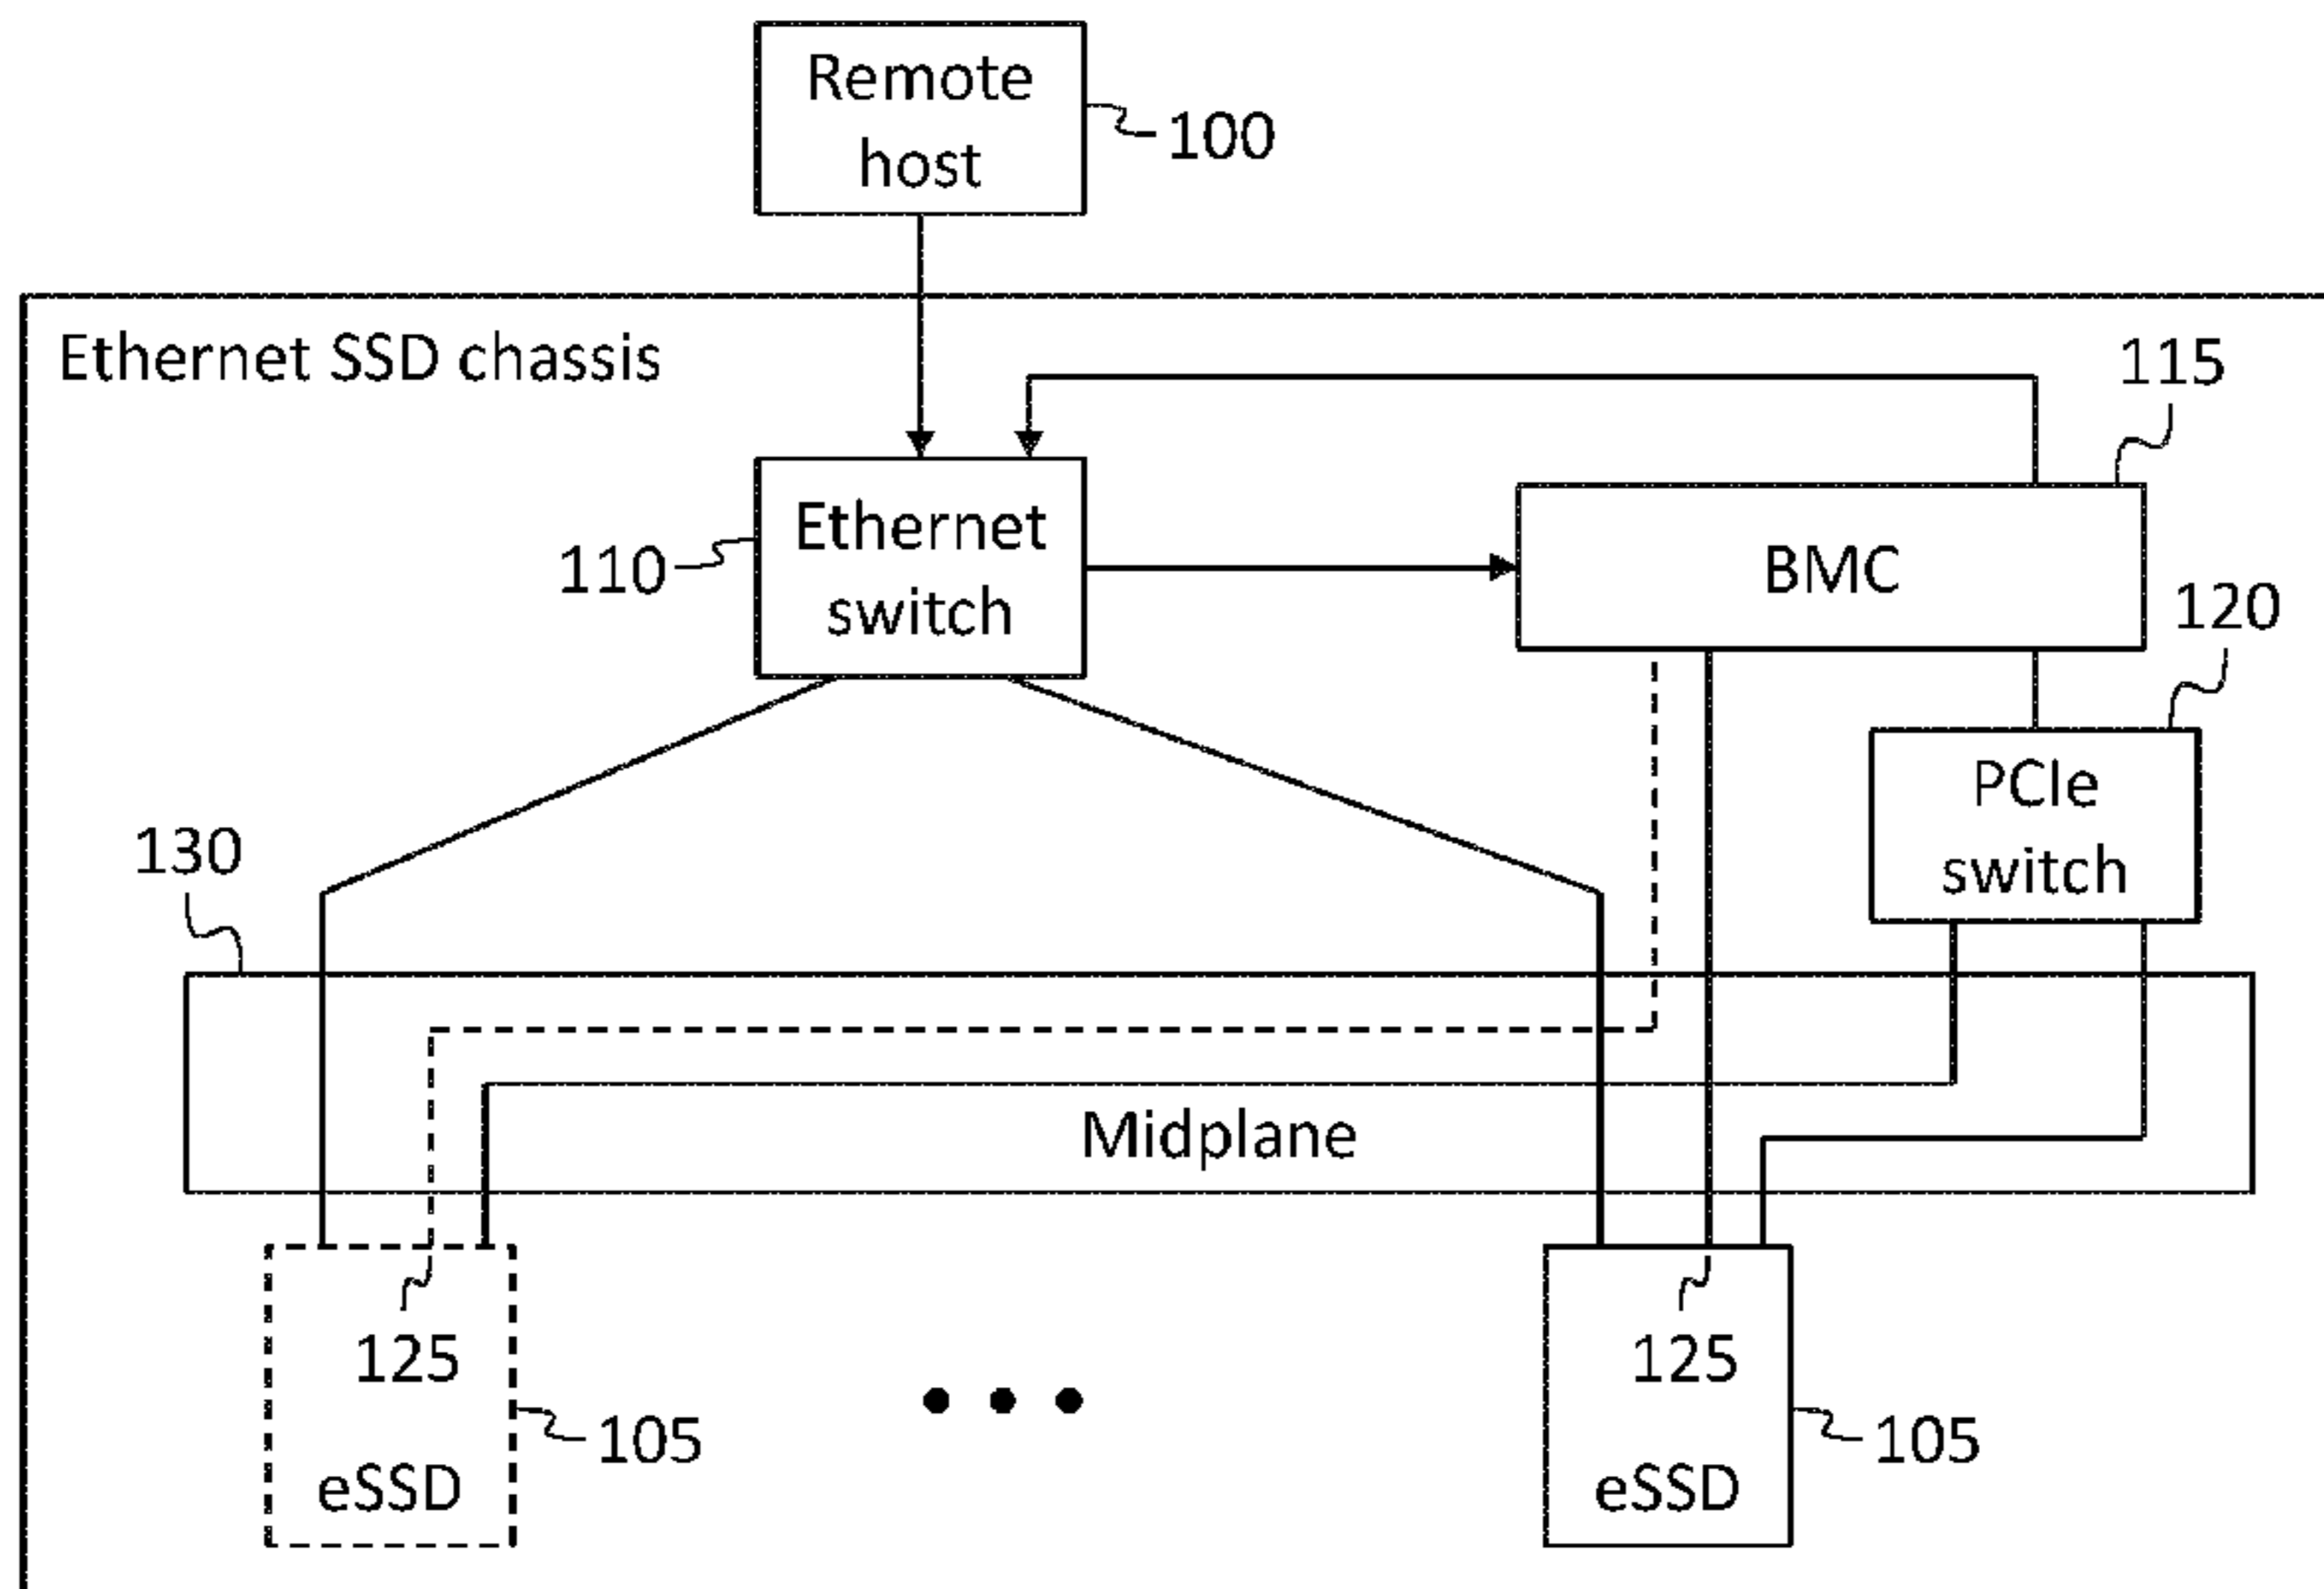 Remote
host
100
Ethernet SSD chassis
115
Ethernet
switch
110
BMC
120
PCIe
switch
130
Midplane
125
105
eSSD
125
105
eSSD